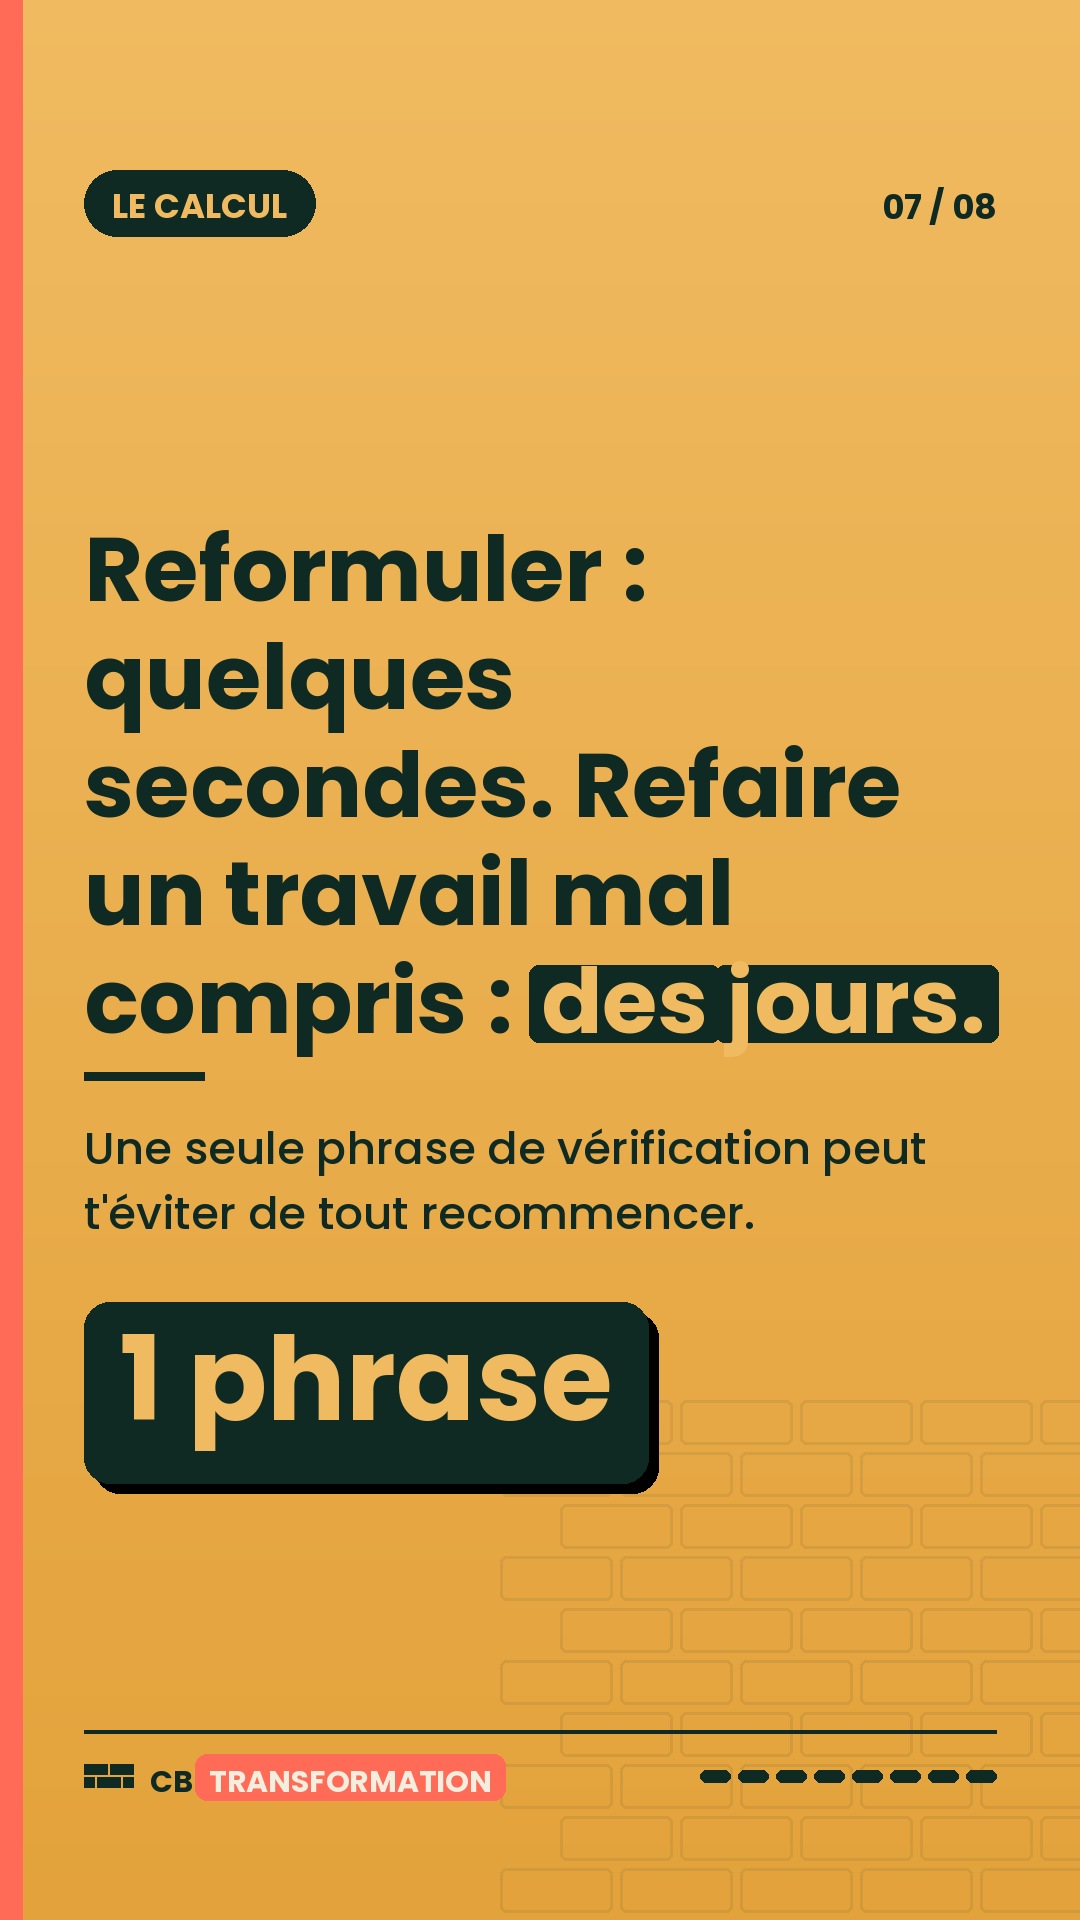 LE CALCUL
07 / 08
Reformuler :
quelques
secondes. Refaire
un travail mal
compris : des jours.
Une seule phrase de vérification peut
t'éviter de tout recommencer.
1 phrase
CB TRANSFORMATION